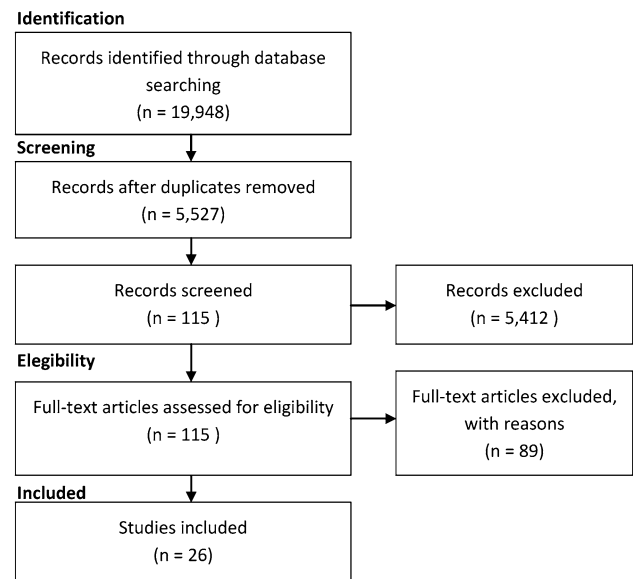 Identification
Records identified through database
searching
(n = 19,948)
Screening
Records after duplicates removed
(n = 5,527)
Records screened
(n = 115 )
Records excluded
(n = 5,412 )
Elegibility
Full-text articles assessed for eligibility
(n = 115 )
Full-text articles excluded,
with reasons
(n = 89)
Included
Studies included
(n = 26)